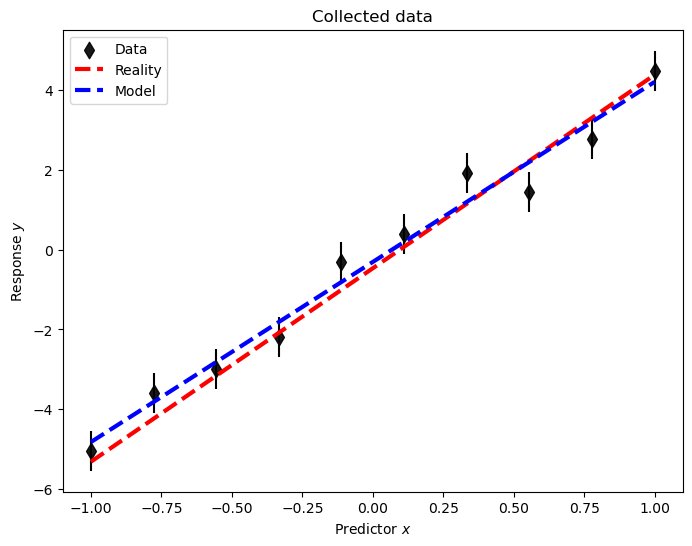 Collected data
Data
Reality
Model
4
2
0
−2
−4
−6
Response y
−1.00 −0.75 −0.50 −0.25 0.00 0.25 0.50 0.75 1.00
Predictor x